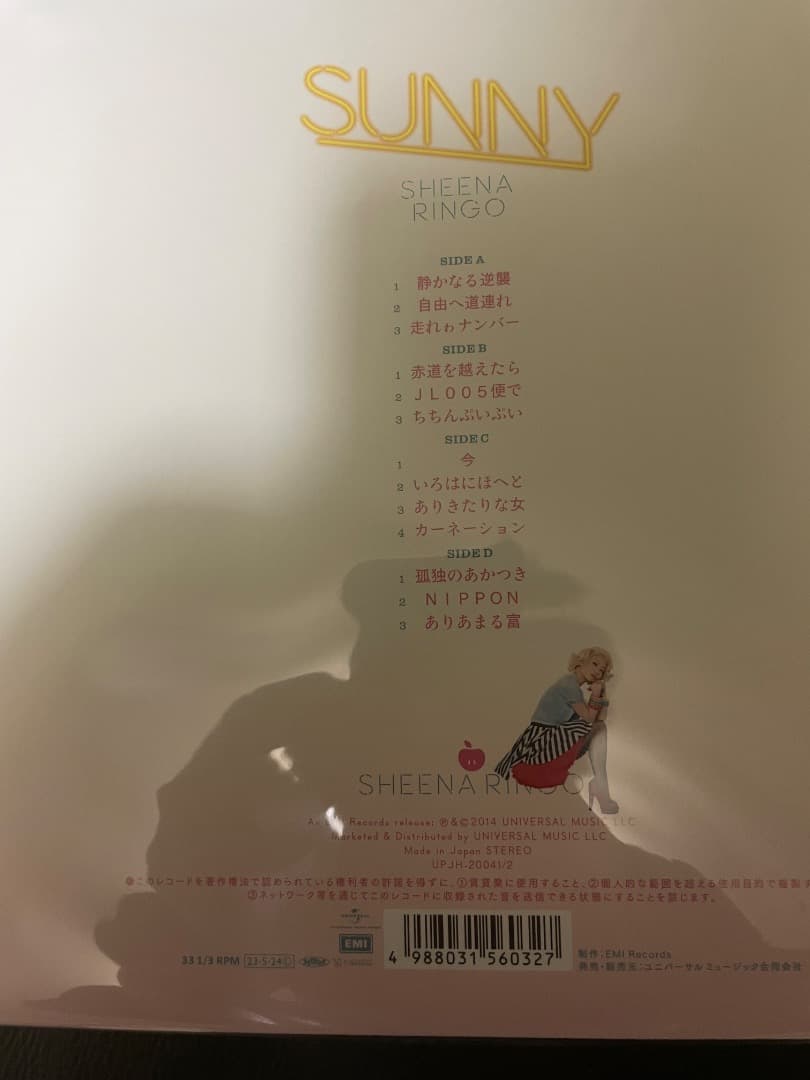 SUNNY
SHEENA
RINGO
SIDE A
1 静かなる逆襲
2 自由へ道連れ
3 走れゎナンバー
SIDE B
1 赤道を越えたら
2 ＪＬ００５便で
3 ちちんぷいぷい
SIDE C
1 今
2 いろはにほへと
3 ありきたりな女
4 カーネーション
SIDE D
1 孤独のあかつき
2 ＮＩＰＰＯＮ
3 ありあまる富
SHEENA RINGO
An Records release: ℗&©2014 UNIVERSAL MUSIC LLC
Marketed & Distributed by UNIVERSAL MUSIC LLC
Made in Japan STEREO
UPJH-20041/2
このレコードを著作権法で認められている権利者の許諾を得ずに、①賃貸業に使用すること、②個人的な範囲を越える使用目的で複製す
③ネットワーク等を通じてこのレコードに収録された音を送信できる状態にすることを禁じます。
EMI
33 1/3 RPM 23·5·24
4 988031 560327
制作：EMI Records
発売・販売元：ユニバーサル ミュージック合同会社